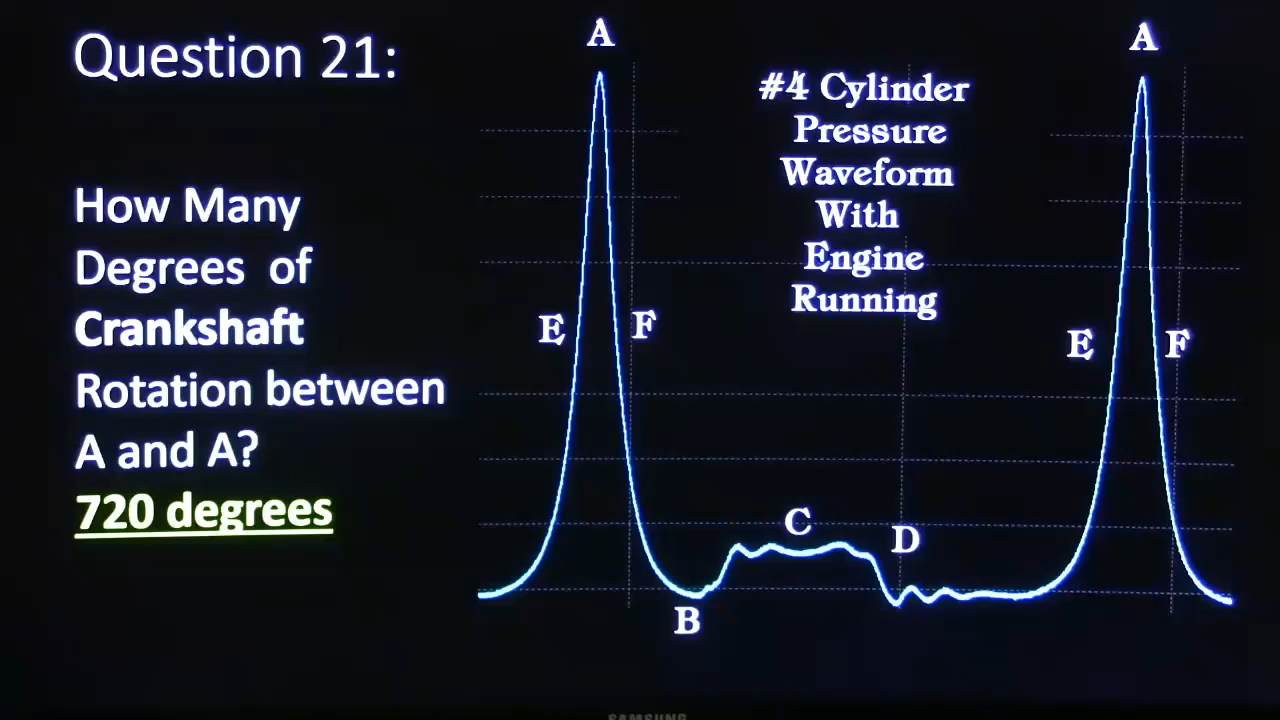 Question 21:
How Many
Degrees of
Crankshaft
Rotation between
A and A?
720 degrees
A
A
#4 Cylinder
Pressure
Waveform
With
Engine
Running
E
F
E
F
C
D
B
SAMSUNG